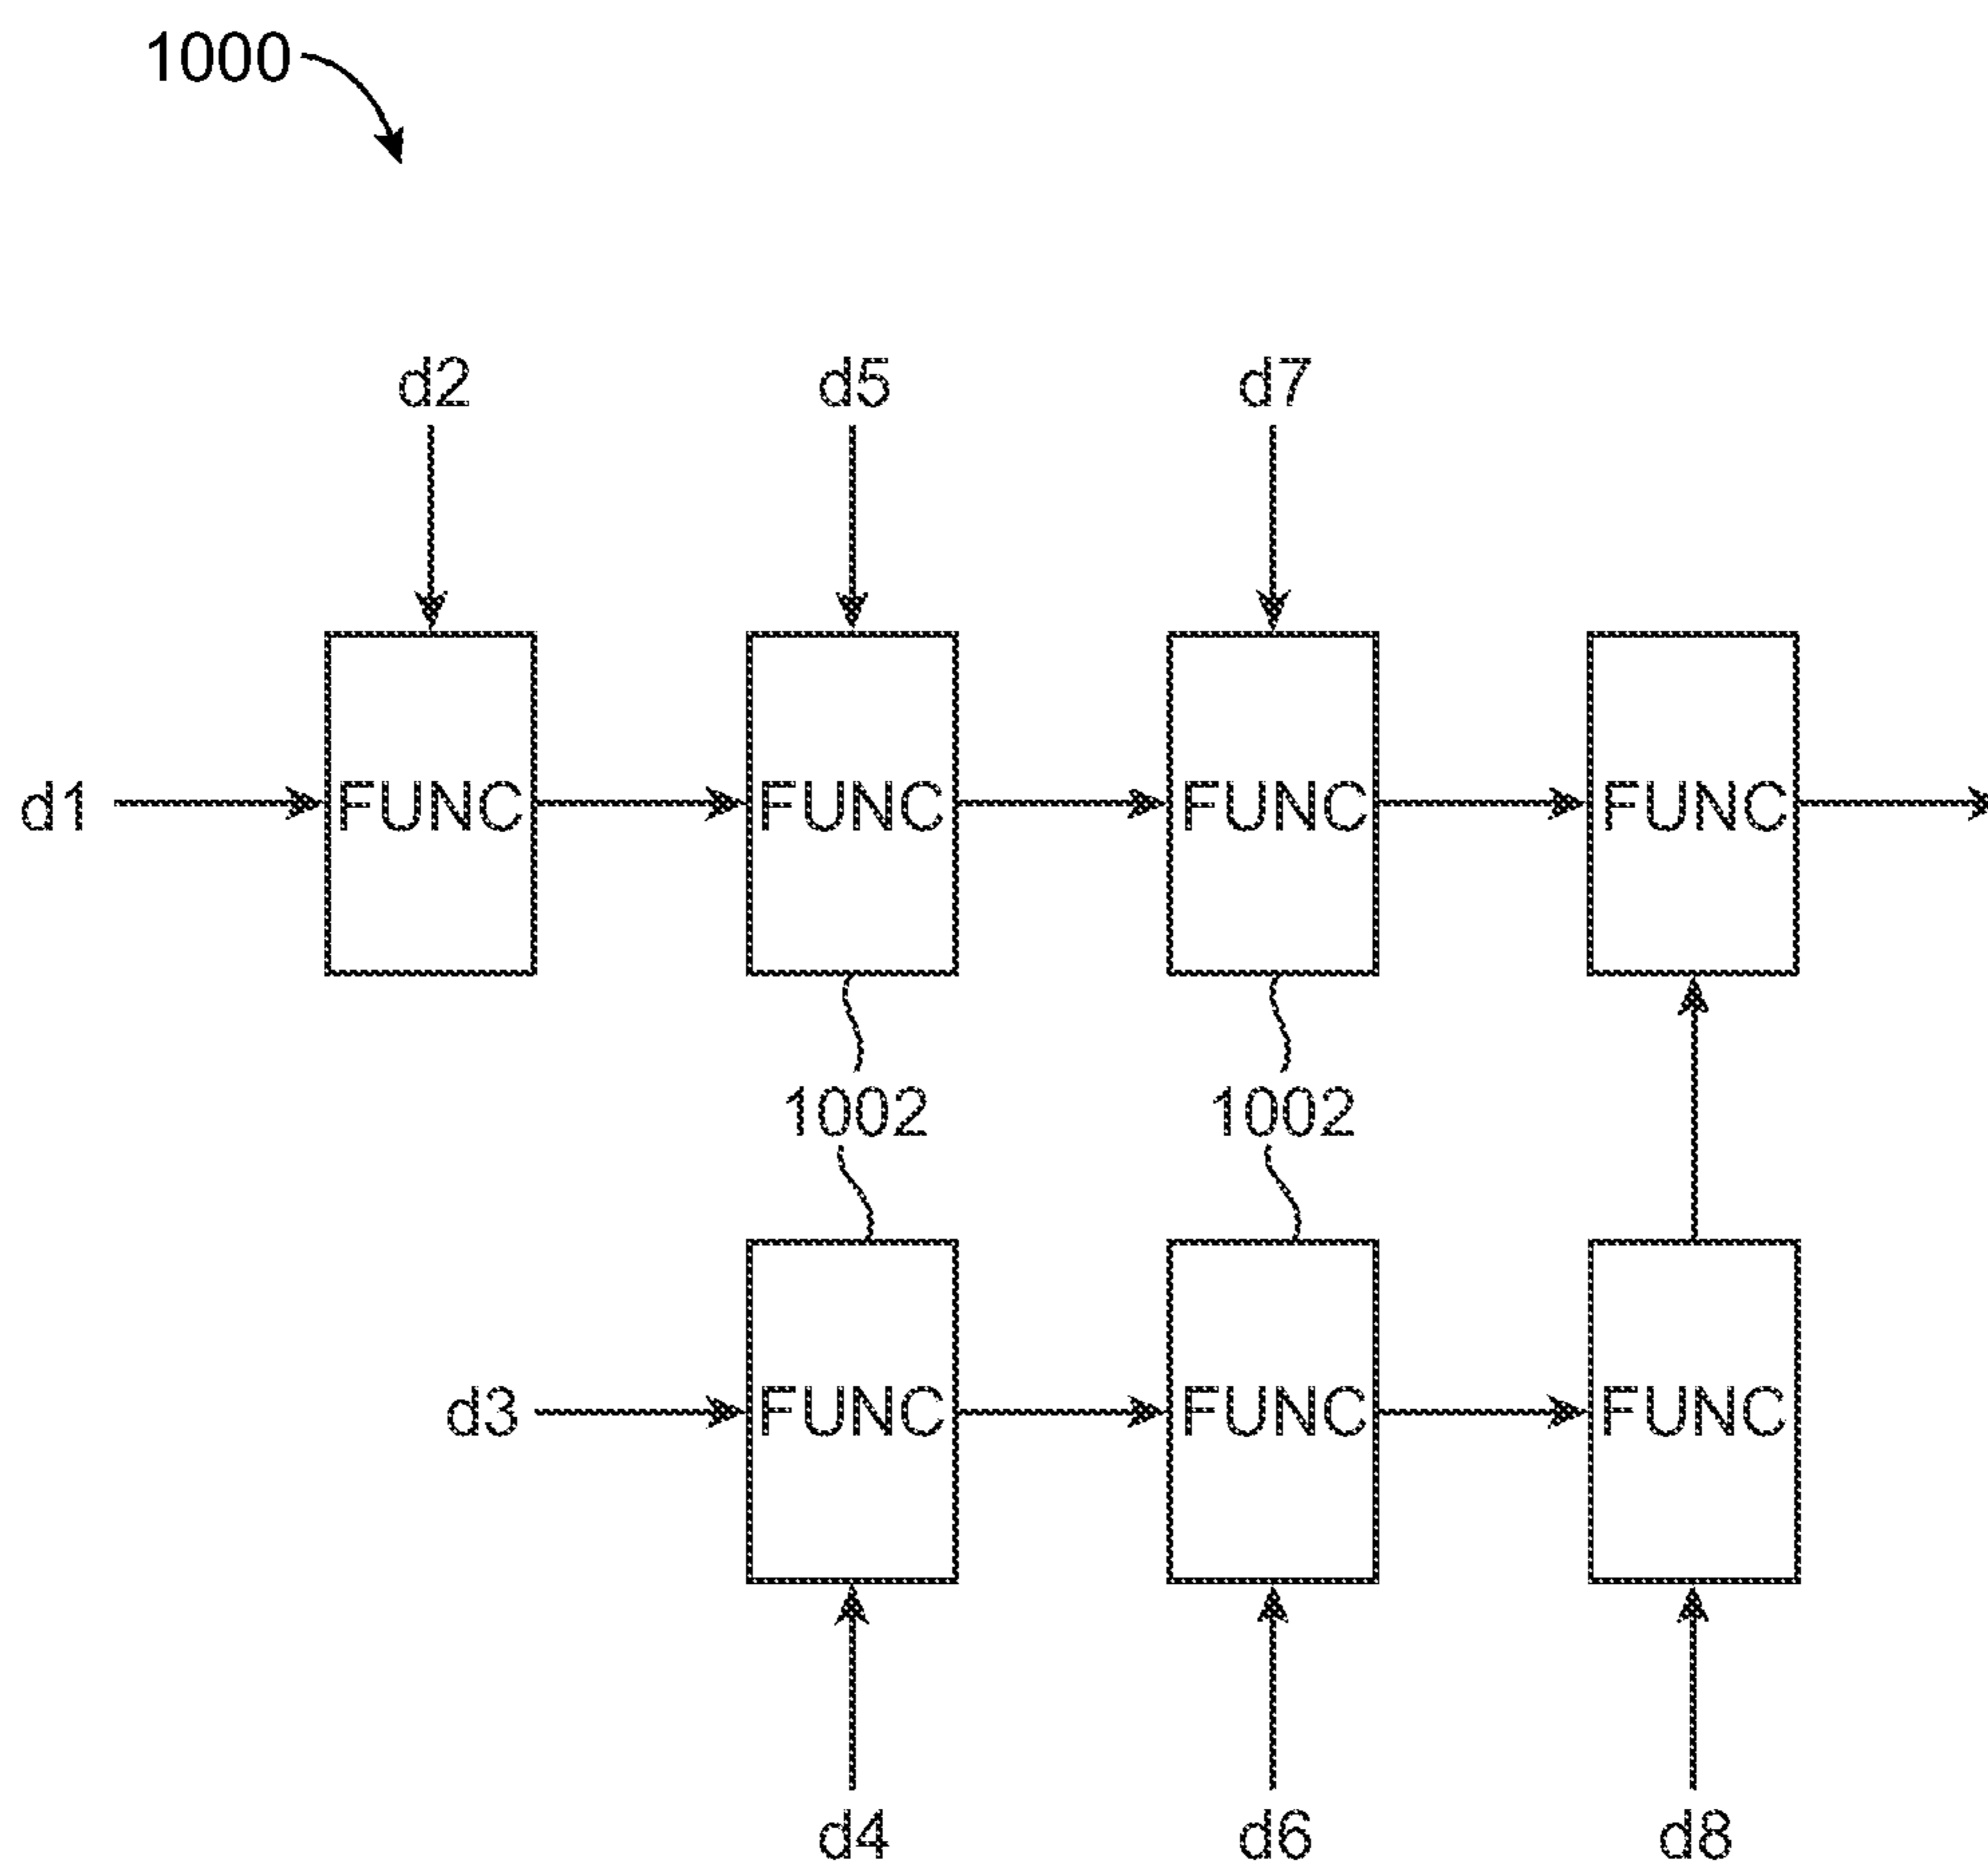 1000
d2 d5 d7
d1 FUNC FUNC FUNC FUNC
1002 1002
d3 FUNC FUNC FUNC
d4 d6 d8